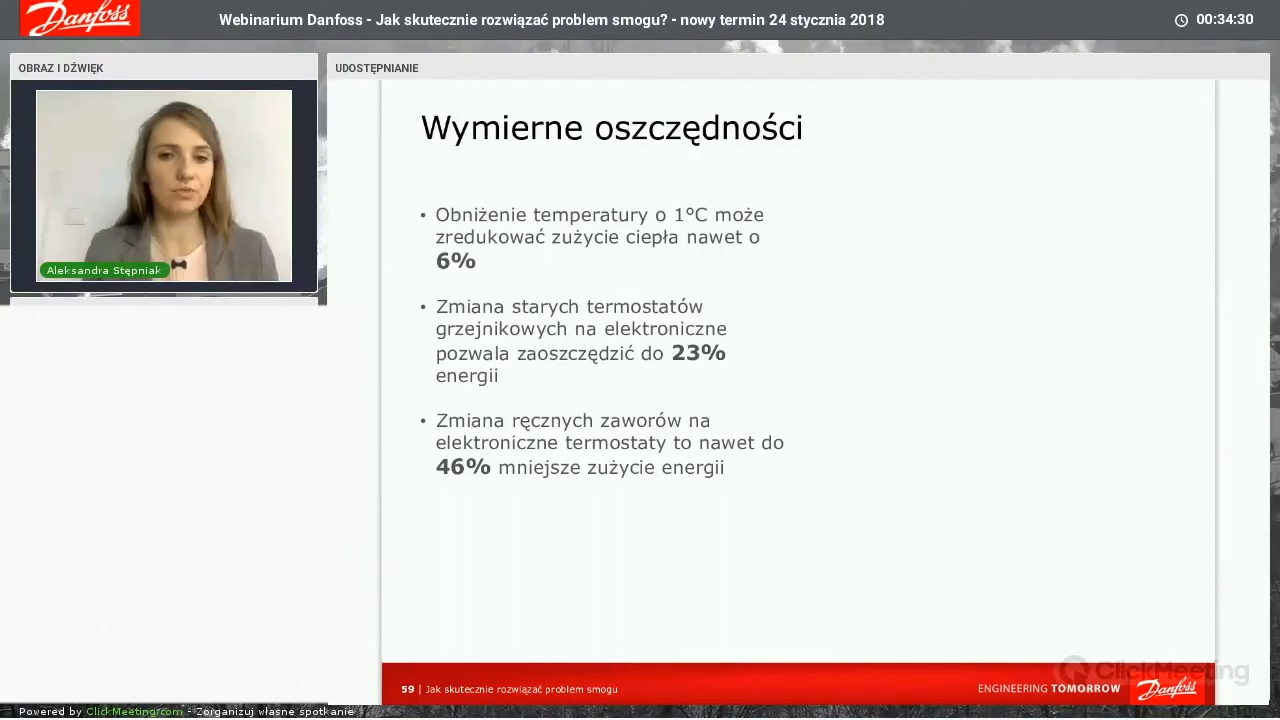 Danfoss
Webinarium Danfoss - Jak skutecznie rozwiązać problem smogu? - nowy termin 24 stycznia 2018
00:34:30
OBRAZ I DŹWIĘK
Aleksandra Stępniak
UDOSTĘPNIANIE
Wymierne oszczędności
• Obniżenie temperatury o 1°C może
zredukować zużycie ciepła nawet o
6%
• Zmiana starych termostatów
grzejnikowych na elektroniczne
pozwala zaoszczędzić do 23%
energii
• Zmiana ręcznych zaworów na
elektroniczne termostaty to nawet do
46% mniejsze zużycie energii
59 | Jak skutecznie rozwiązać problem smogu
ENGINEERING TOMORROW
Danfoss
ClickMeeting
Powered by ClickMeeting.com - Zorganizuj własne spotkanie